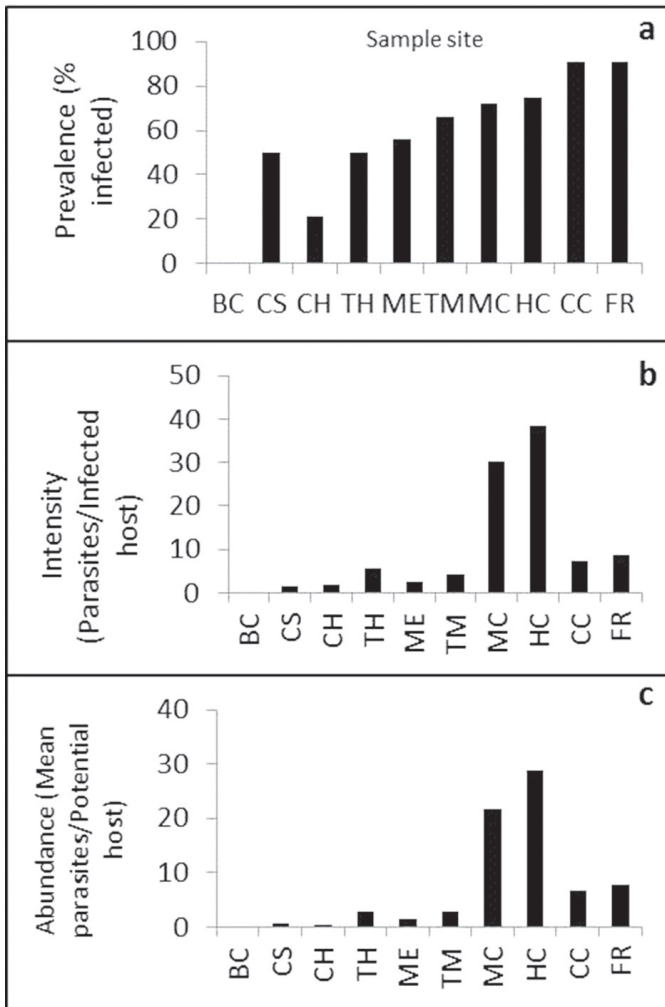 a
Sample site
Prevalence (%
infected)
100
80
60
40
20
0
BC CS CH TH ME TM MC HC CC FR
b
Intensity
(Parasites/Infected
host)
50
40
30
20
10
0
BC CS CH TH ME TM MC HC CC FR
c
Abundance (Mean
parasites/Potential
host)
40
30
20
10
0
BC CS CH TH ME TM MC HC CC FR